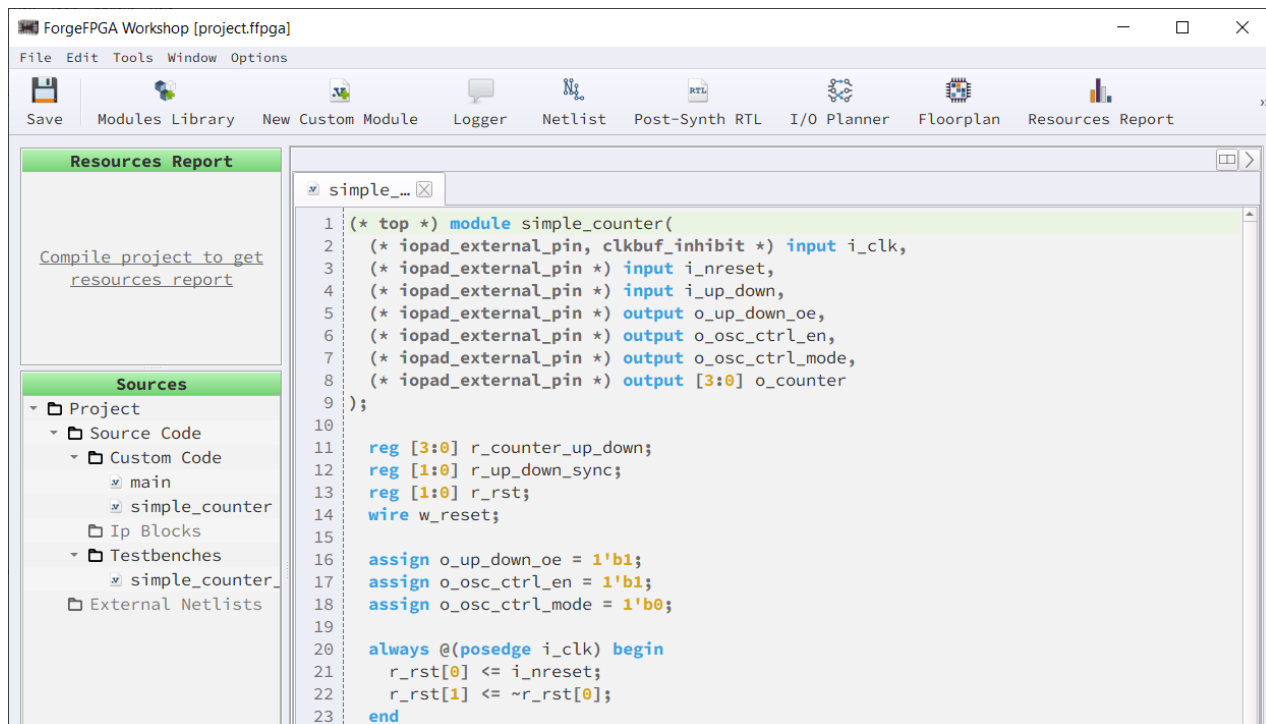 ForgeFPGA Workshop [project.ffpga]
File Edit Tools Window Options
Save Modules Library New Custom Module Logger Netlist Post-Synth RTL I/O Planner Floorplan Resources Report
RTL
Resources Report
Compile project to get
resources report
Sources
Project
Source Code
Custom Code
main
simple_counter
Ip Blocks
Testbenches
simple_counter_
External Netlists
simple_…
1 (* top *) module simple_counter(
2   (* iopad_external_pin, clkbuf_inhibit *) input i_clk,
3   (* iopad_external_pin *) input i_nreset,
4   (* iopad_external_pin *) input i_up_down,
5   (* iopad_external_pin *) output o_up_down_oe,
6   (* iopad_external_pin *) output o_osc_ctrl_en,
7   (* iopad_external_pin *) output o_osc_ctrl_mode,
8   (* iopad_external_pin *) output [3:0] o_counter
9 );
10
11   reg [3:0] r_counter_up_down;
12   reg [1:0] r_up_down_sync;
13   reg [1:0] r_rst;
14   wire w_reset;
15
16   assign o_up_down_oe = 1'b1;
17   assign o_osc_ctrl_en = 1'b1;
18   assign o_osc_ctrl_mode = 1'b0;
19
20   always @(posedge i_clk) begin
21     r_rst[0] <= i_nreset;
22     r_rst[1] <= ~r_rst[0];
23   end